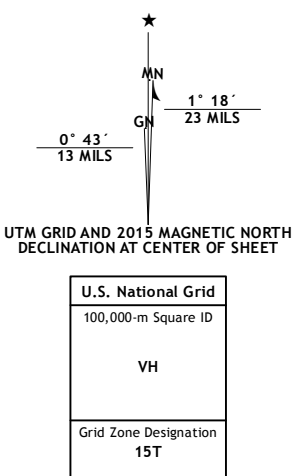 ★
MN
1° 18´
23 MILS
GN
0° 43´
13 MILS
UTM GRID AND 2015 MAGNETIC NORTH
DECLINATION AT CENTER OF SHEET
U.S. National Grid
100,000-m Square ID
VH
Grid Zone Designation
15T